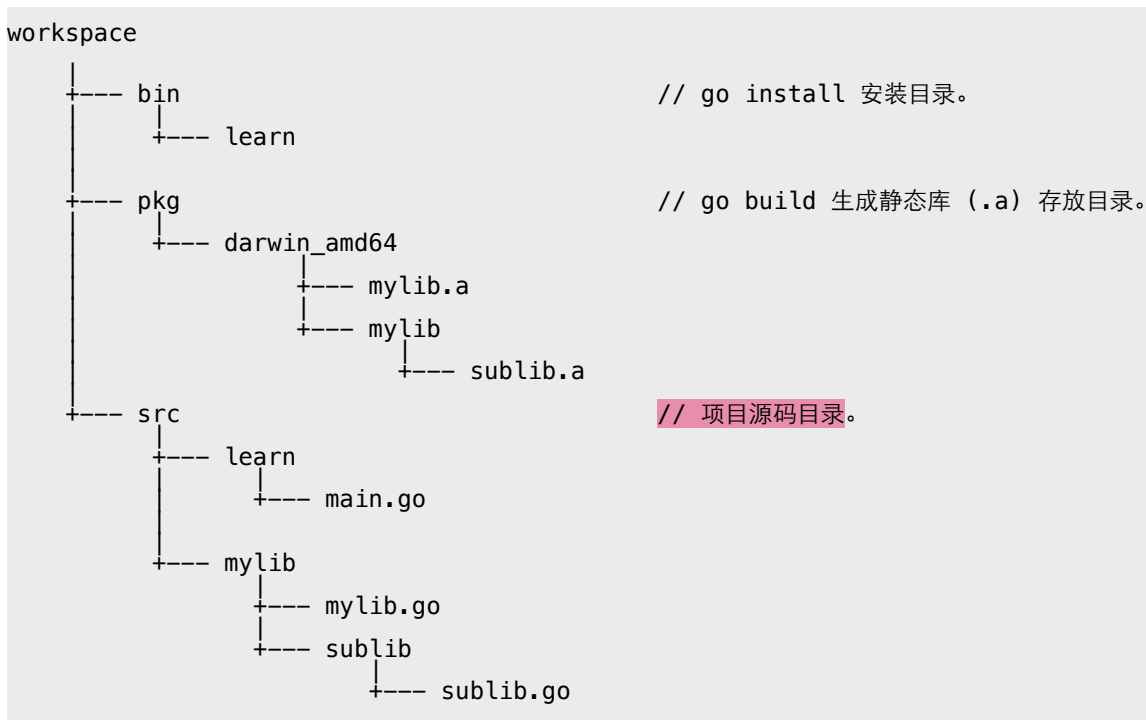 workspace
+--- bin // go install 安装目录。
+--- learn
+--- pkg // go build 生成静态库 (.a) 存放目录。
+--- darwin_amd64
+--- mylib.a
+--- mylib
+--- sublib.a
+--- src // 项目源码目录。
+--- learn
+--- main.go
+--- mylib
+--- mylib.go
+--- sublib
+--- sublib.go